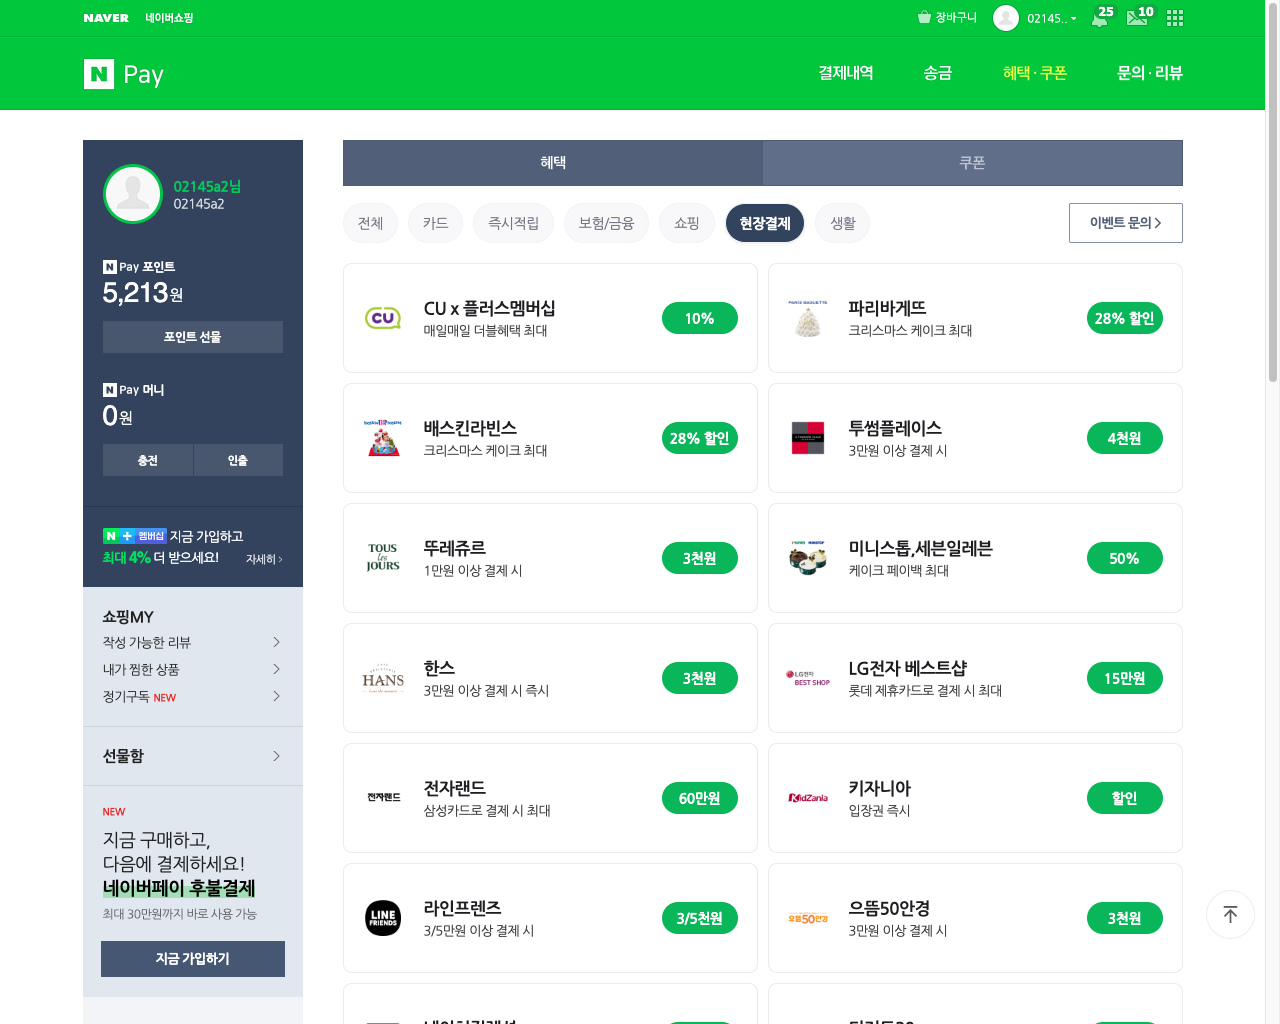 NAVER 네이버쇼핑 장바구니 02145.. 25 10
N Pay 결제내역 송금 혜택 · 쿠폰 문의 · 리뷰
02145a2님
02145a2
N Pay 포인트
5,213원
포인트 선물
N Pay 머니
0원
충전 인출
N + 멤버십 지금 가입하고
최대 4% 더 받으세요! 자세히
쇼핑MY
작성 가능한 리뷰
내가 찜한 상품
정기구독 NEW
선물함
NEW
지금 구매하고,
다음에 결제하세요!
네이버페이 후불결제
최대 30만원까지 바로 사용 가능
지금 가입하기
혜택 쿠폰
전체 카드 즉시적립 보험/금융 쇼핑 현장결제 생활 이벤트 문의
CU
CU x 플러스멤버십
매일매일 더블혜택 최대
10%
PARIS BAGUETTE
파리바게뜨
크리스마스 케이크 최대
28% 할인
배스킨라빈스
크리스마스 케이크 최대
28% 할인
투썸플레이스
3만원 이상 결제 시
4천원
TOUS
les
JOURS
뚜레쥬르
1만원 이상 결제 시
3천원
미니스톱,세븐일레븐
케이크 페이백 최대
50%
HANS
한스
3만원 이상 결제 시 즉시
3천원
LG전자
BEST SHOP
LG전자 베스트샵
롯데 제휴카드로 결제 시 최대
15만원
전자랜드
전자랜드
삼성카드로 결제 시 최대
60만원
KidZania
키자니아
입장권 즉시
할인
LINE
FRIENDS
라인프렌즈
3/5만원 이상 결제 시
3/5천원
으뜸50안경
으뜸50안경
3만원 이상 결제 시
3천원